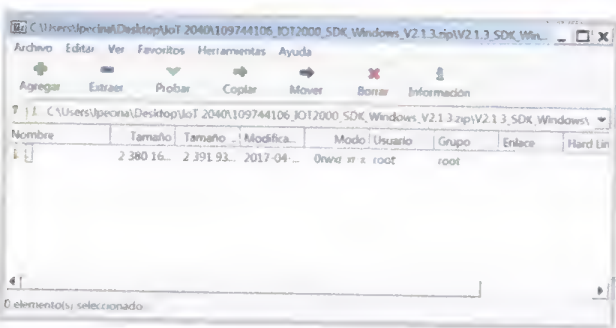 C:\Users\lpecina\Desktop\IoT 2040\109744106_IOT2000_SDK_Windows_V2.1.3.zip\V2.1.3_SDK_Win...
Archivo Editar Ver Favoritos Herramientas Ayuda
Agregar Extraer Probar Copiar Mover Borrar Información
C:\Users\lpecina\Desktop\IoT 2040\109744106_IOT2000_SDK_Windows_V2.1.3.zip\V2.1.3_SDK_Windows\
Nombre Tamaño Tamaño ... Modifica... Modo Usuario Grupo Enlace Hard Lin
2 380 16... 2 391 93... 2017-04-... root root
0 elemento(s) seleccionado